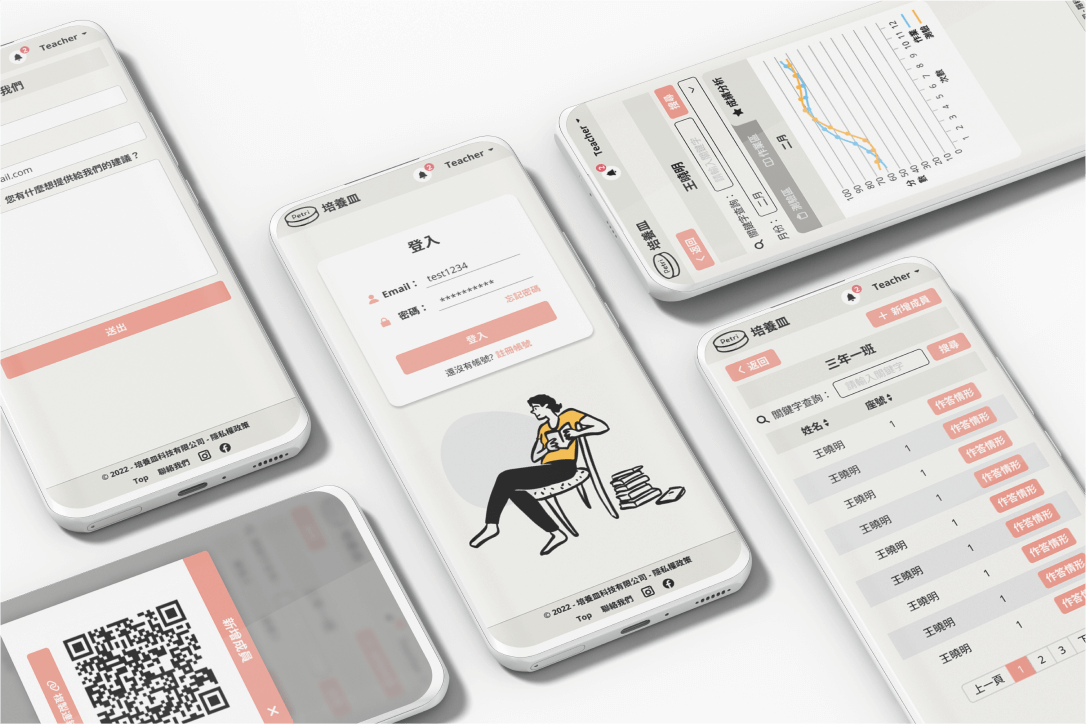 2
Teacher
我們
ail.com
您有什麼想提供給我們的建議？
送出
© 2022 - 培養皿科技有限公司 - 隱私權政策
Top 聯絡我們
Petri
培養皿
2
Teacher
登入
Email： test1234
密碼： **********
忘記密碼
登入
還沒有帳號? 註冊帳號
© 2022 - 培養皿科技有限公司 - 隱私權政策
Top 聯絡我們
Petri
培養皿
Teacher
返回
王曉明
關鍵字查詢：
搜尋
月份： 二月
測驗區
作業區
成績分析
二月
分數
100
90
80
70
60
50
40
30
20
10
0 1 2 3 4 5 6 7 8 9 10 11 12
次數
作業
測驗
Petri
培養皿
2
Teacher
返回
三年一班
新增成員
關鍵字查詢：
請輸入關鍵字
搜尋
姓名 座號
王曉明 1 作答情形
王曉明 1 作答情形
王曉明 1 作答情形
王曉明 1 作答情形
王曉明 1 作答情形
王曉明 1 作答情形
王曉明 1 作答情形
王曉明 1 作答情形
王曉明 1
上一頁 1 2 3
新增成員
×